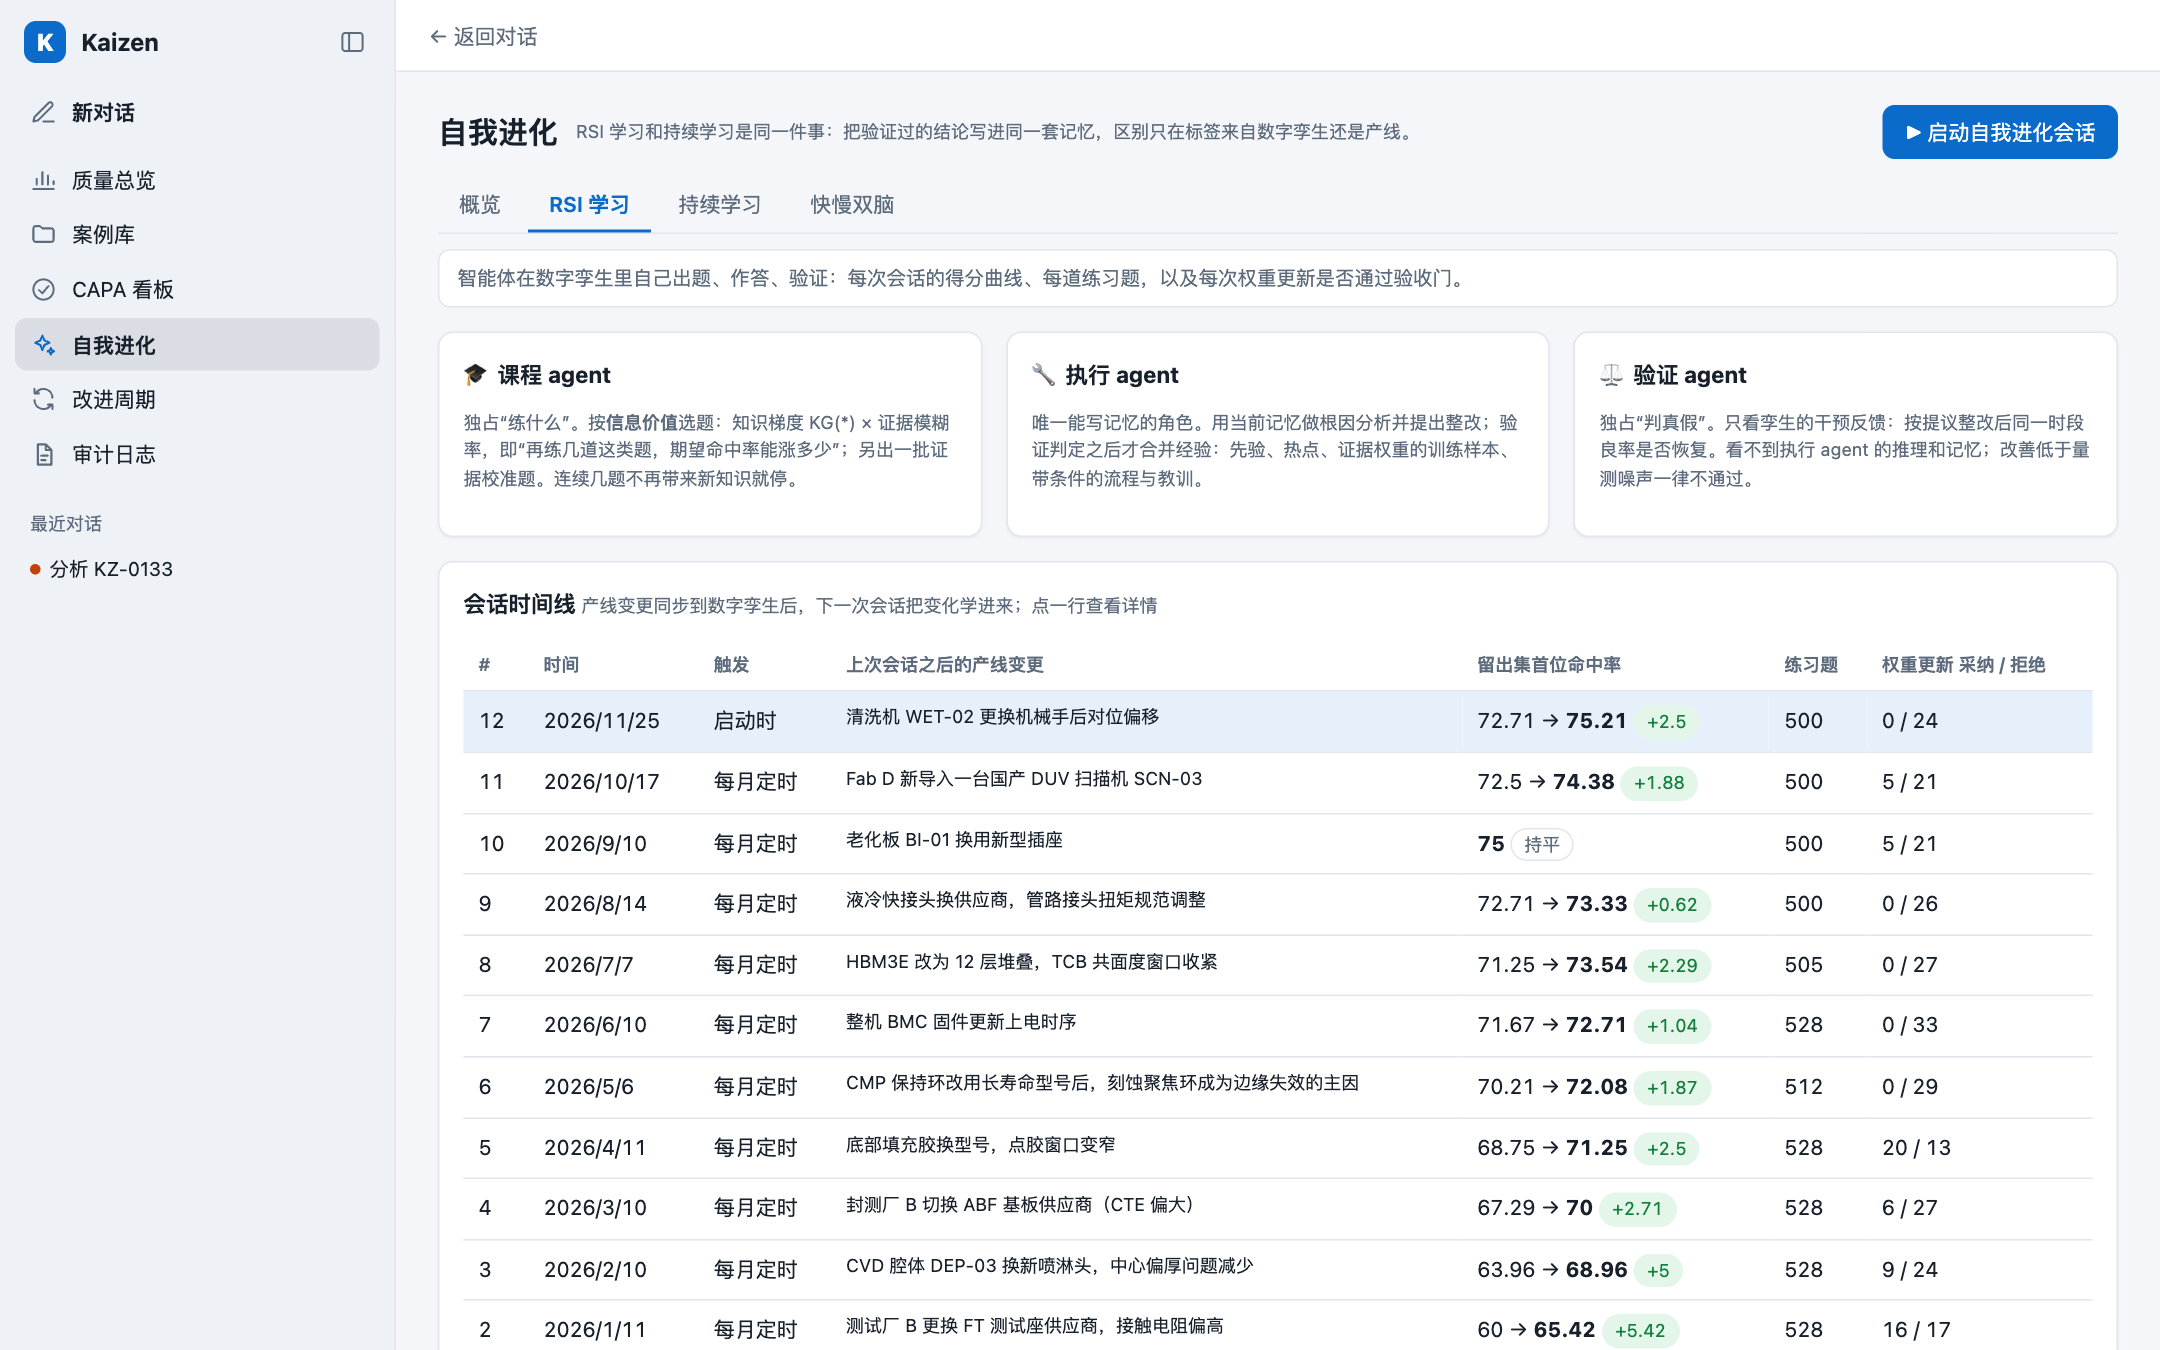 K Kaizen
新对话
质量总览
案例库
CAPA 看板
自我进化
改进周期
审计日志
最近对话
分析 KZ-0133
← 返回对话
自我进化 RSI 学习和持续学习是同一件事：把验证过的结论写进同一套记忆，区别只在标签来自数字孪生还是产线。
▶ 启动自我进化会话
概览 RSI 学习 持续学习 快慢双脑
智能体在数字孪生里自己出题、作答、验证：每次会话的得分曲线、每道练习题，以及每次权重更新是否通过验收门。
🎓 课程 agent
独占“练什么”。按信息价值选题：知识梯度 KG(*) × 证据模糊
率，即“再练几道这类题，期望命中率能涨多少”；另出一批证
据校准题。连续几题不再带来新知识就停。
🔧 执行 agent
唯一能写记忆的角色。用当前记忆做根因分析并提出整改；验
证判定之后才合并经验：先验、热点、证据权重的训练样本、
带条件的流程与教训。
⚖️ 验证 agent
独占“判真假”。只看孪生的干预反馈：按提议整改后同一时段
良率是否恢复。看不到执行 agent 的推理和记忆；改善低于量
测噪声一律不通过。
会话时间线 产线变更同步到数字孪生后，下一次会话把变化学进来；点一行查看详情
# 时间 触发 上次会话之后的产线变更 留出集首位命中率 练习题 权重更新 采纳 / 拒绝
12 2026/11/25 启动时 清洗机 WET-02 更换机械手后对位偏移 72.71 → 75.21 +2.5 500 0 / 24
11 2026/10/17 每月定时 Fab D 新导入一台国产 DUV 扫描机 SCN-03 72.5 → 74.38 +1.88 500 5 / 21
10 2026/9/10 每月定时 老化板 BI-01 换用新型插座 75 持平 500 5 / 21
9 2026/8/14 每月定时 液冷快接头换供应商，管路接头扭矩规范调整 72.71 → 73.33 +0.62 500 0 / 26
8 2026/7/7 每月定时 HBM3E 改为 12 层堆叠，TCB 共面度窗口收紧 71.25 → 73.54 +2.29 505 0 / 27
7 2026/6/10 每月定时 整机 BMC 固件更新上电时序 71.67 → 72.71 +1.04 528 0 / 33
6 2026/5/6 每月定时 CMP 保持环改用长寿命型号后，刻蚀聚焦环成为边缘失效的主因 70.21 → 72.08 +1.87 512 0 / 29
5 2026/4/11 每月定时 底部填充胶换型号，点胶窗口变窄 68.75 → 71.25 +2.5 528 20 / 13
4 2026/3/10 每月定时 封测厂 B 切换 ABF 基板供应商（CTE 偏大） 67.29 → 70 +2.71 528 6 / 27
3 2026/2/10 每月定时 CVD 腔体 DEP-03 换新喷淋头，中心偏厚问题减少 63.96 → 68.96 +5 528 9 / 24
2 2026/1/11 每月定时 测试厂 B 更换 FT 测试座供应商，接触电阻偏高 60 → 65.42 +5.42 528 16 / 17